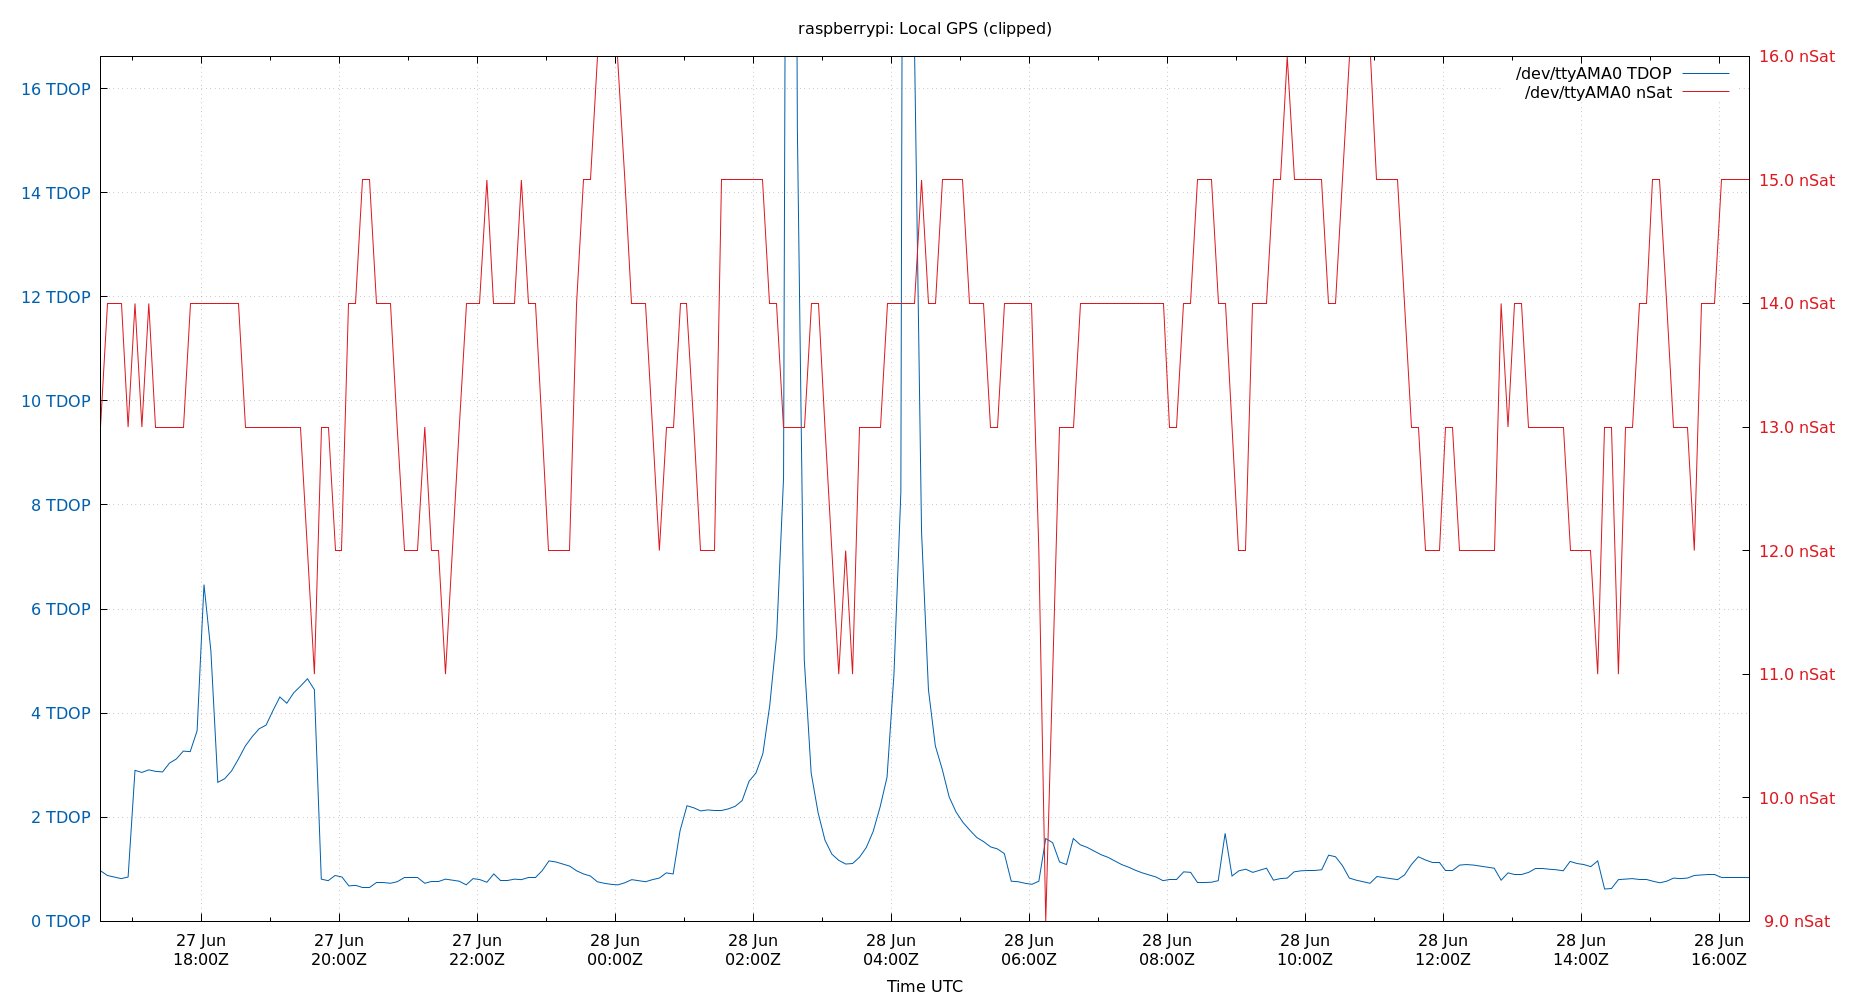 raspberrypi: Local GPS (clipped)
/dev/ttyAMA0 TDOP
/dev/ttyAMA0 nSat
16 TDOP
14 TDOP
12 TDOP
10 TDOP
8 TDOP
6 TDOP
4 TDOP
2 TDOP
0 TDOP
16.0 nSat
15.0 nSat
14.0 nSat
13.0 nSat
12.0 nSat
11.0 nSat
10.0 nSat
9.0 nSat
27 Jun 27 Jun 27 Jun 28 Jun 28 Jun 28 Jun 28 Jun 28 Jun 28 Jun 28 Jun 28 Jun 28 Jun
18:00Z 20:00Z 22:00Z 00:00Z 02:00Z 04:00Z 06:00Z 08:00Z 10:00Z 12:00Z 14:00Z 16:00Z
Time UTC